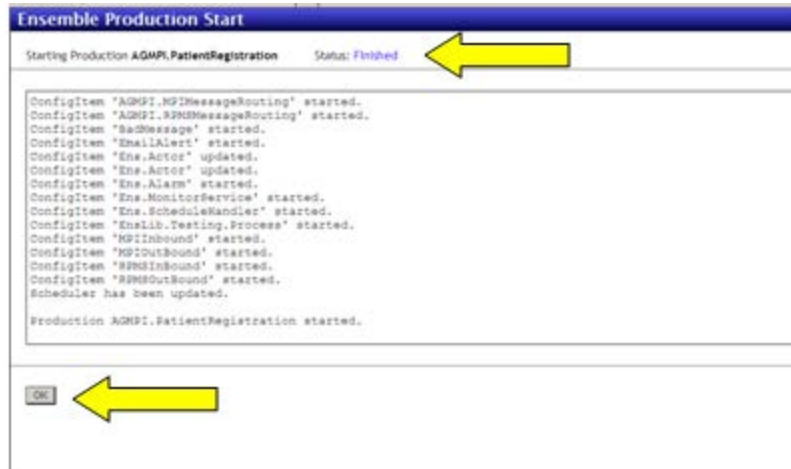 Ensemble Production Start
Starting Production AGMPI.PatientRegistration Status: Finished
ConfigItem 'AGMPI.MPIMessageRouting' started.
ConfigItem 'AGMPI.RPMSMessageRouting' started.
ConfigItem 'BadMessage' started.
ConfigItem 'EmailAlert' started.
ConfigItem 'Ens.Actor' updated.
ConfigItem 'Ens.Actor' updated.
ConfigItem 'Ens.Alarm' started.
ConfigItem 'Ens.MonitorService' started.
ConfigItem 'Ens.ScheduleHandler' started.
ConfigItem 'EnsLib.Testing.Process' started.
ConfigItem 'MPIInbound' started.
ConfigItem 'MPIOutBound' started.
ConfigItem 'RPMSInBound' started.
ConfigItem 'RPMSOutBound' started.
Scheduler has been updated.
Production AGMPI.PatientRegistration started.
OK